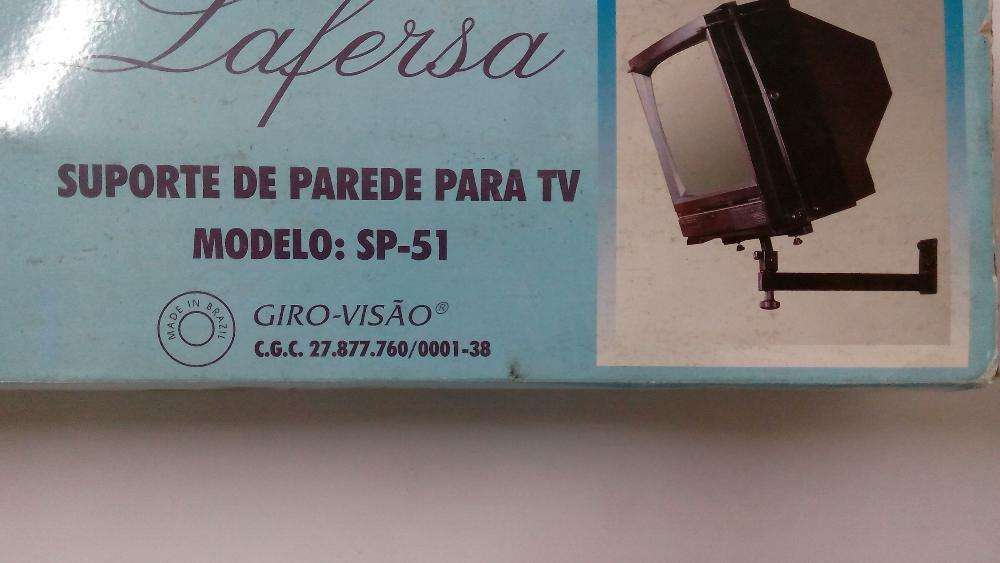 Lafersa
SUPORTE DE PAREDE PARA TV
MODELO: SP-51
MADE IN BRAZIL
GIRO-VISÃO®
C.G.C. 27.877.760/0001-38